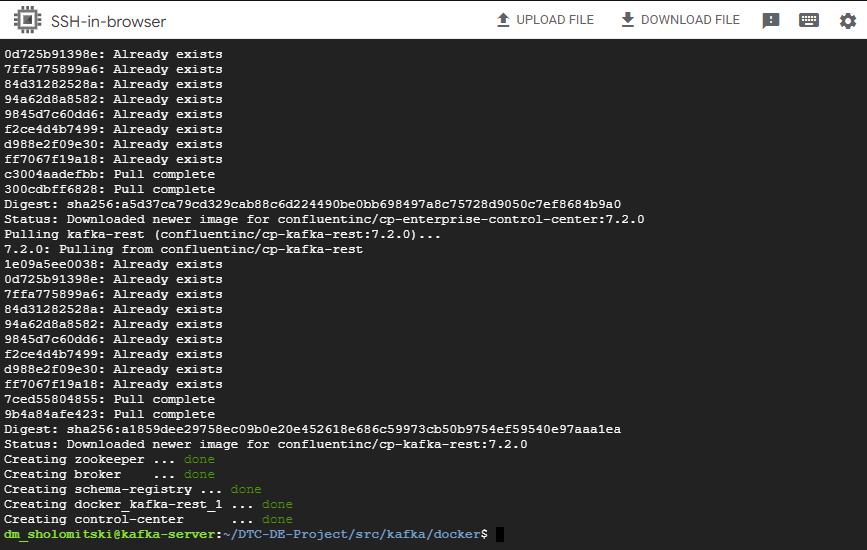 SSH-in-browser
UPLOAD FILE
DOWNLOAD FILE
0d725b91398e: Already exists
7ffa775899a6: Already exists
84d31282528a: Already exists
94a62d8a8582: Already exists
9845d7c60dd6: Already exists
f2ce4d4b7499: Already exists
d988e2f09e30: Already exists
ff7067f19a18: Already exists
c3004aadefbb: Pull complete
300cdbff6828: Pull complete
Digest: sha256:a5d37ca79cd329cab88c6d224490be0bb698497a8c75728d9050c7ef8684b9a0
Status: Downloaded newer image for confluentinc/cp-enterprise-control-center:7.2.0
Pulling kafka-rest (confluentinc/cp-kafka-rest:7.2.0)...
7.2.0: Pulling from confluentinc/cp-kafka-rest
1e09a5ee0038: Already exists
0d725b91398e: Already exists
7ffa775899a6: Already exists
84d31282528a: Already exists
94a62d8a8582: Already exists
9845d7c60dd6: Already exists
f2ce4d4b7499: Already exists
d988e2f09e30: Already exists
ff7067f19a18: Already exists
7ced55804855: Pull complete
9b4a84afe423: Pull complete
Digest: sha256:a1859dee29758ec09b0e20e452618e686c59973cb50b9754ef59540e97aaa1ea
Status: Downloaded newer image for confluentinc/cp-kafka-rest:7.2.0
Creating zookeeper ... done
Creating broker    ... done
Creating schema-registry ... done
Creating docker_kafka-rest_1 ... done
Creating control-center      ... done
dm_sholomitski@kafka-server:~/DTC-DE-Project/src/kafka/docker$